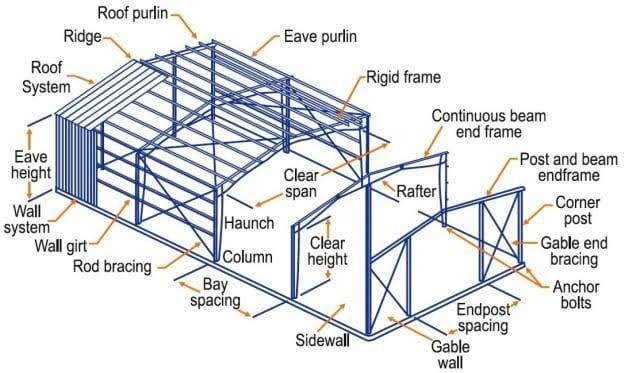 Roof purlin
Ridge
Eave purlin
Roof
System
Rigid frame
Continuous beam
end frame
Eave
height
Clear
span
Rafter
Post and beam
endframe
Corner
post
Wall
system
Wall girt
Haunch
Column
Rod bracing
Clear
height
Gable end
bracing
Bay
spacing
Anchor
bolts
Endpost
spacing
Sidewall
Gable
wall